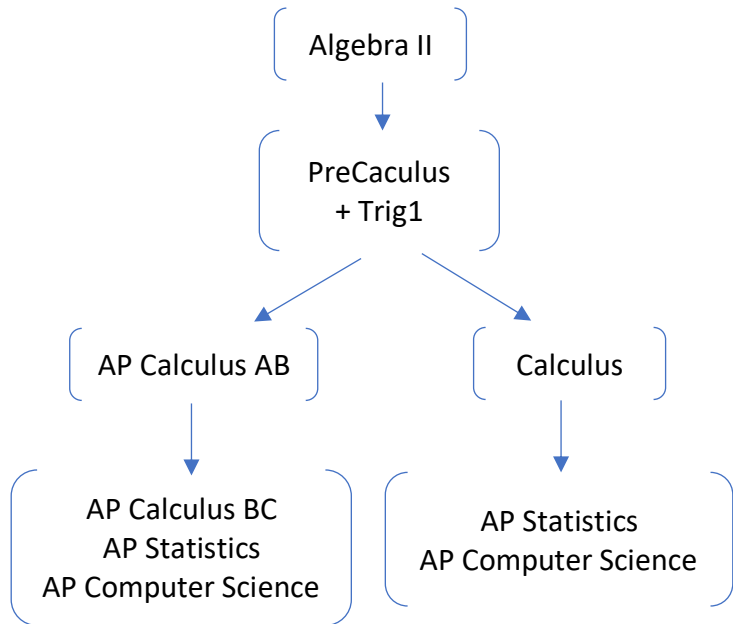 Algebra II
PreCaculus
+ Trig1
AP Calculus AB
Calculus
AP Calculus BC
AP Statistics
AP Computer Science
AP Statistics
AP Computer Science